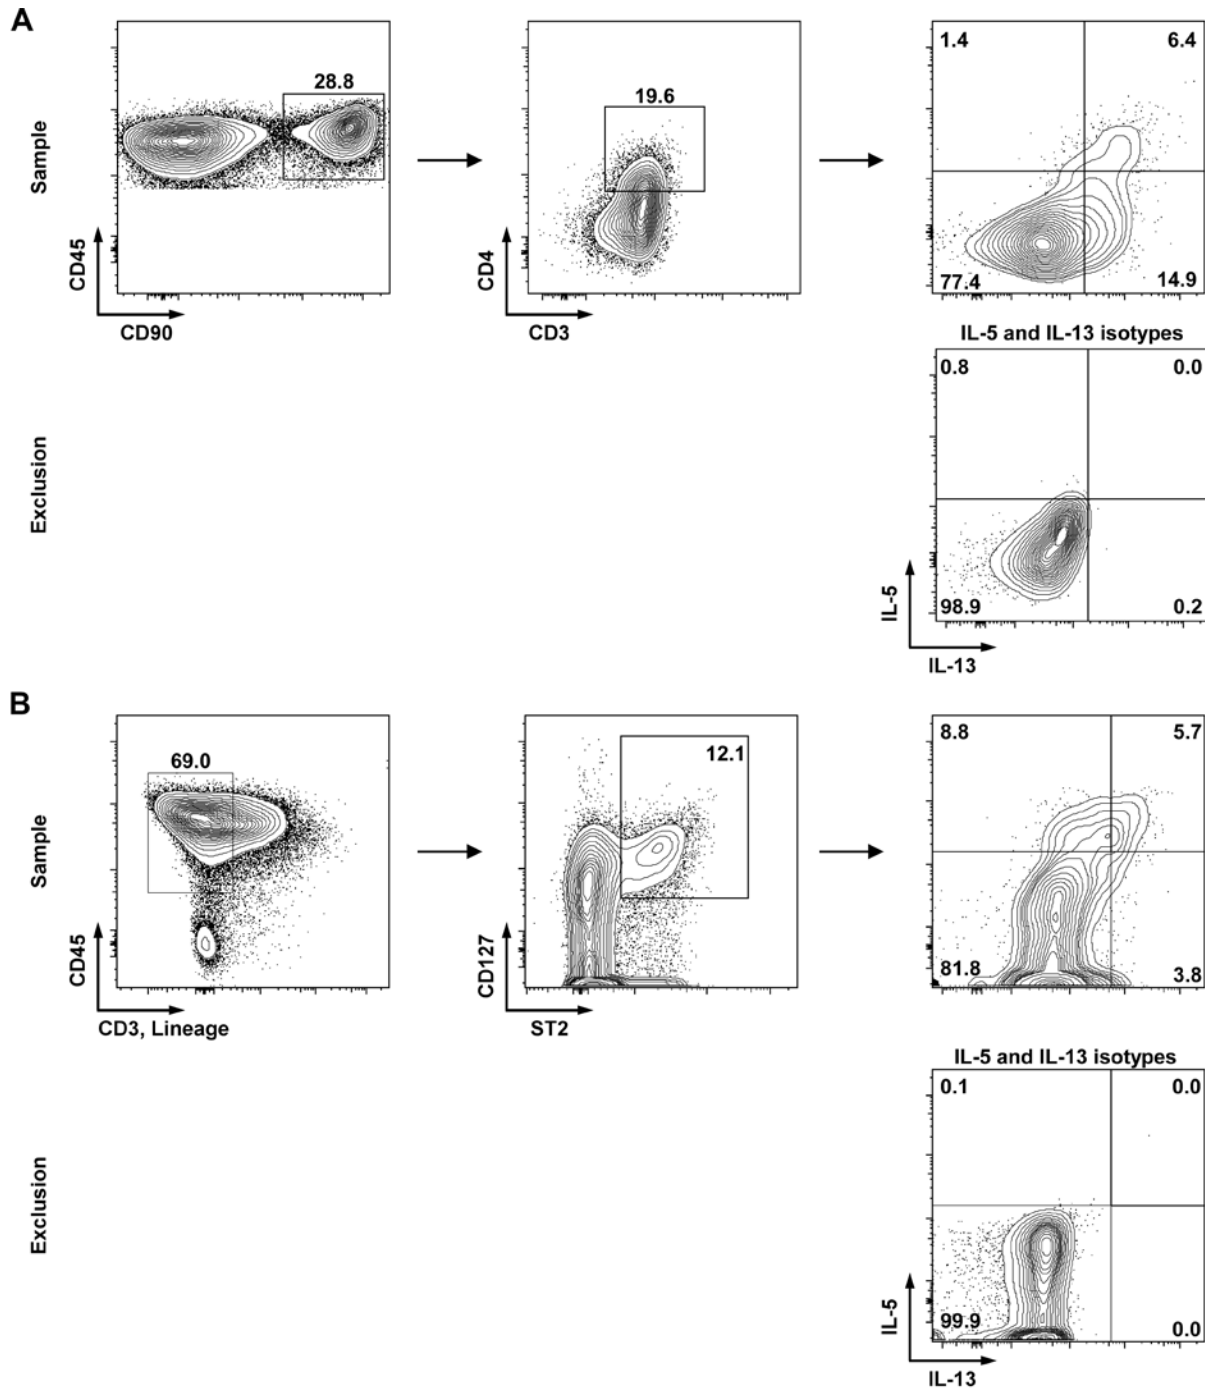 A
Sample
CD45
CD90
28.8
19.6
CD4
CD3
1.4
6.4
77.4
14.9
Exclusion
IL-5 and IL-13 isotypes
0.8
0.0
98.9
0.2
IL-5
IL-13
B
Sample
CD45
CD3, Lineage
69.0
12.1
CD127
ST2
8.8
5.7
81.8
3.8
Exclusion
IL-5 and IL-13 isotypes
0.1
0.0
99.9
0.0
IL-5
IL-13